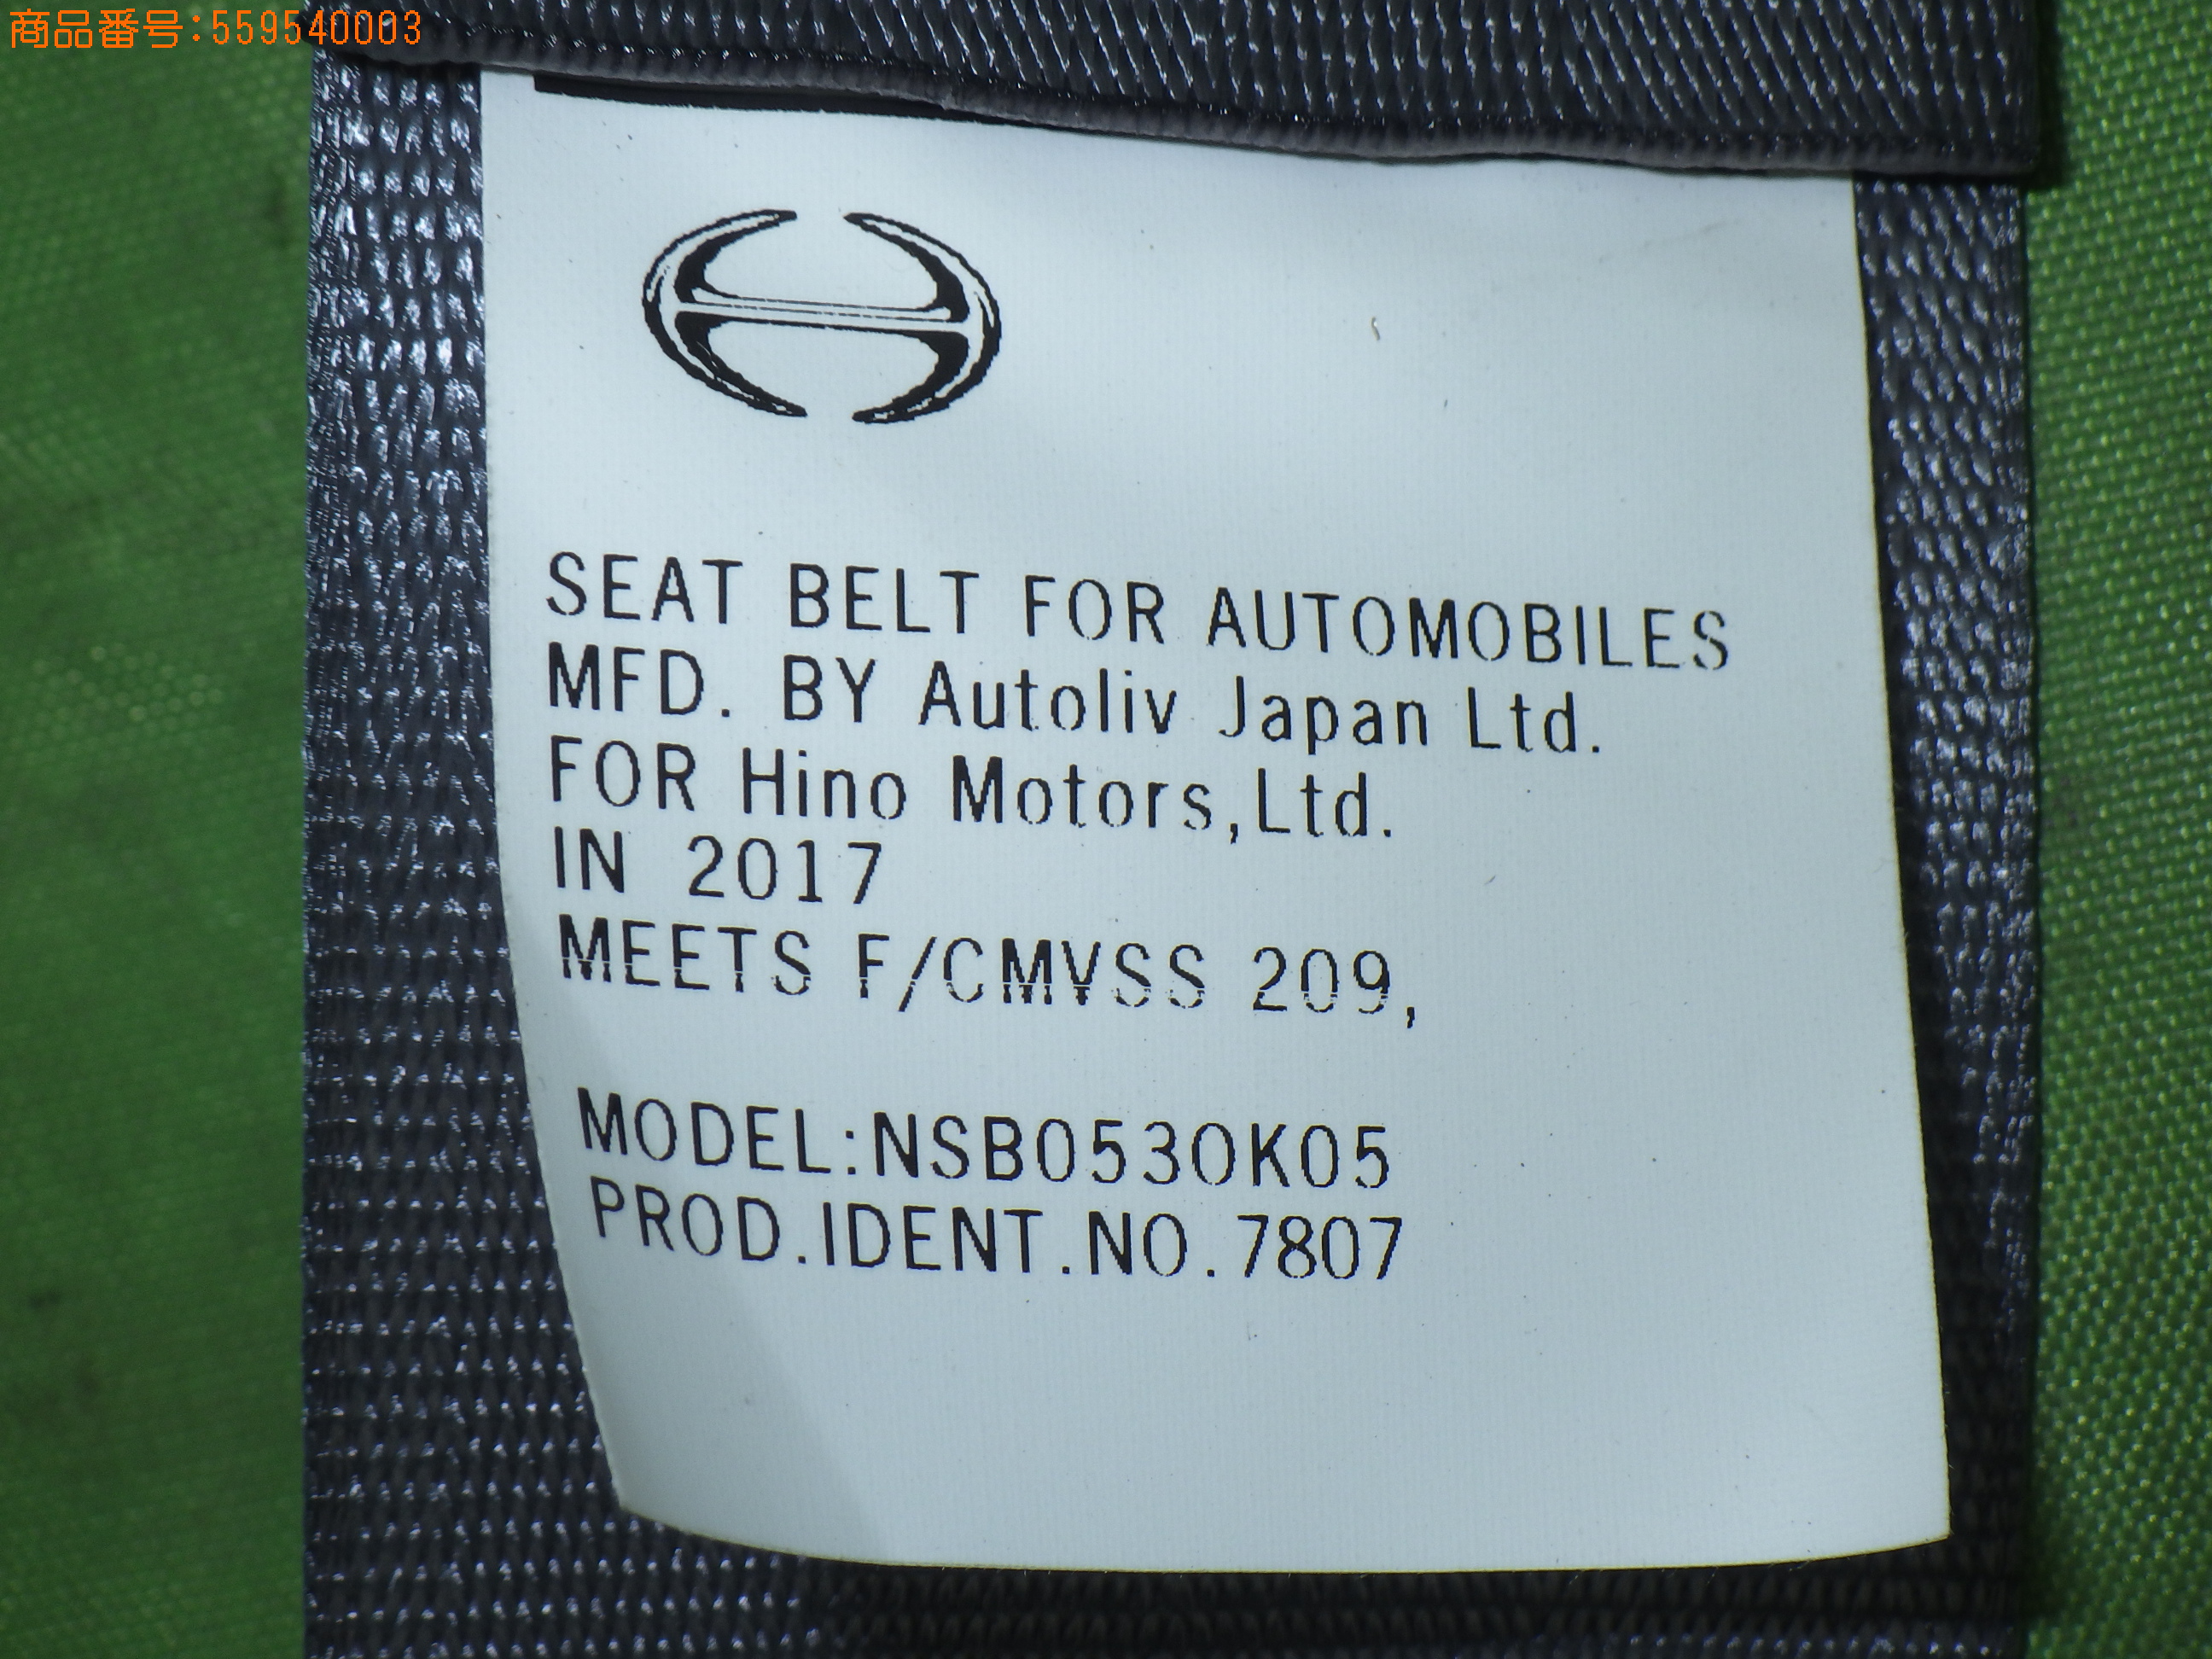 商品番号:559540003
SEAT BELT FOR AUTOMOBILES
MFD. BY Autoliv Japan Ltd.
FOR Hino Motors,Ltd.
IN 2017
MEETS F/CMVSS 209,
MODEL:NSB0530K05
PROD.IDENT.NO.7807